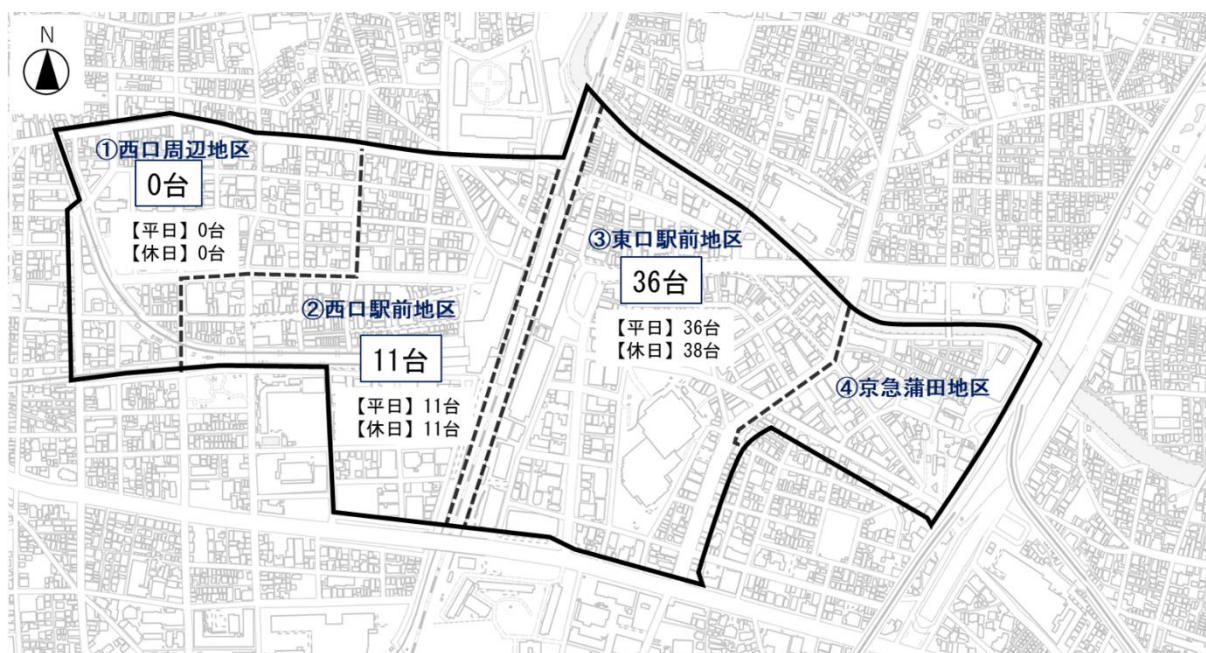 N
①西口周辺地区
0台
【平日】0台
【休日】0台
②西口駅前地区
11台
【平日】11台
【休日】11台
③東口駅前地区
36台
【平日】36台
【休日】38台
④京急蒲田地区